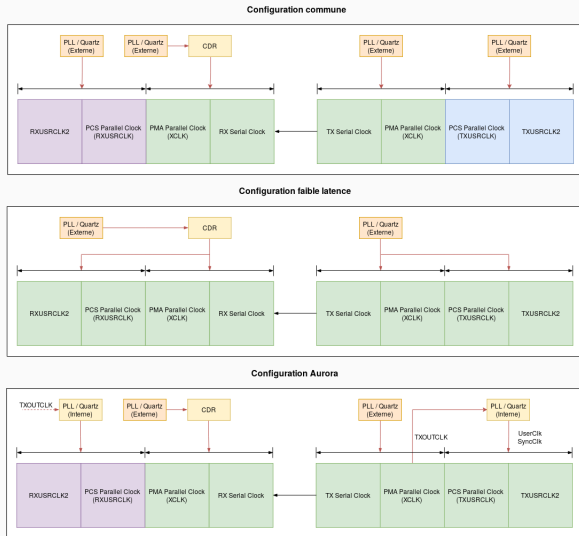 Configuration commune
PLL / Quartz
(Externe)
PLL / Quartz
(Externe)
CDR
PLL / Quartz
(Externe)
PLL / Quartz
(Externe)
RXUSRCLK2
PCS Parallel Clock
(RXUSRCLK)
PMA Parallel Clock
(XCLK)
RX Serial Clock
TX Serial Clock
PMA Parallel Clock
(XCLK)
PCS Parallel Clock
(TXUSRCLK)
TXUSRCLK2
Configuration faible latence
PLL / Quartz
(Externe)
CDR
PLL / Quartz
(Externe)
RXUSRCLK2
PCS Parallel Clock
(RXUSRCLK)
PMA Parallel Clock
(XCLK)
RX Serial Clock
TX Serial Clock
PMA Parallel Clock
(XCLK)
PCS Parallel Clock
(TXUSRCLK)
TXUSRCLK2
Configuration Aurora
TXOUTCLK
PLL / Quartz
(Interne)
PLL / Quartz
(Externe)
CDR
PLL / Quartz
(Externe)
TXOUTCLK
PLL / Quartz
(Interne)
UserClk
SyncClk
RXUSRCLK2
PCS Parallel Clock
(RXUSRCLK)
PMA Parallel Clock
(XCLK)
RX Serial Clock
TX Serial Clock
PMA Parallel Clock
(XCLK)
PCS Parallel Clock
(TXUSRCLK)
TXUSRCLK2